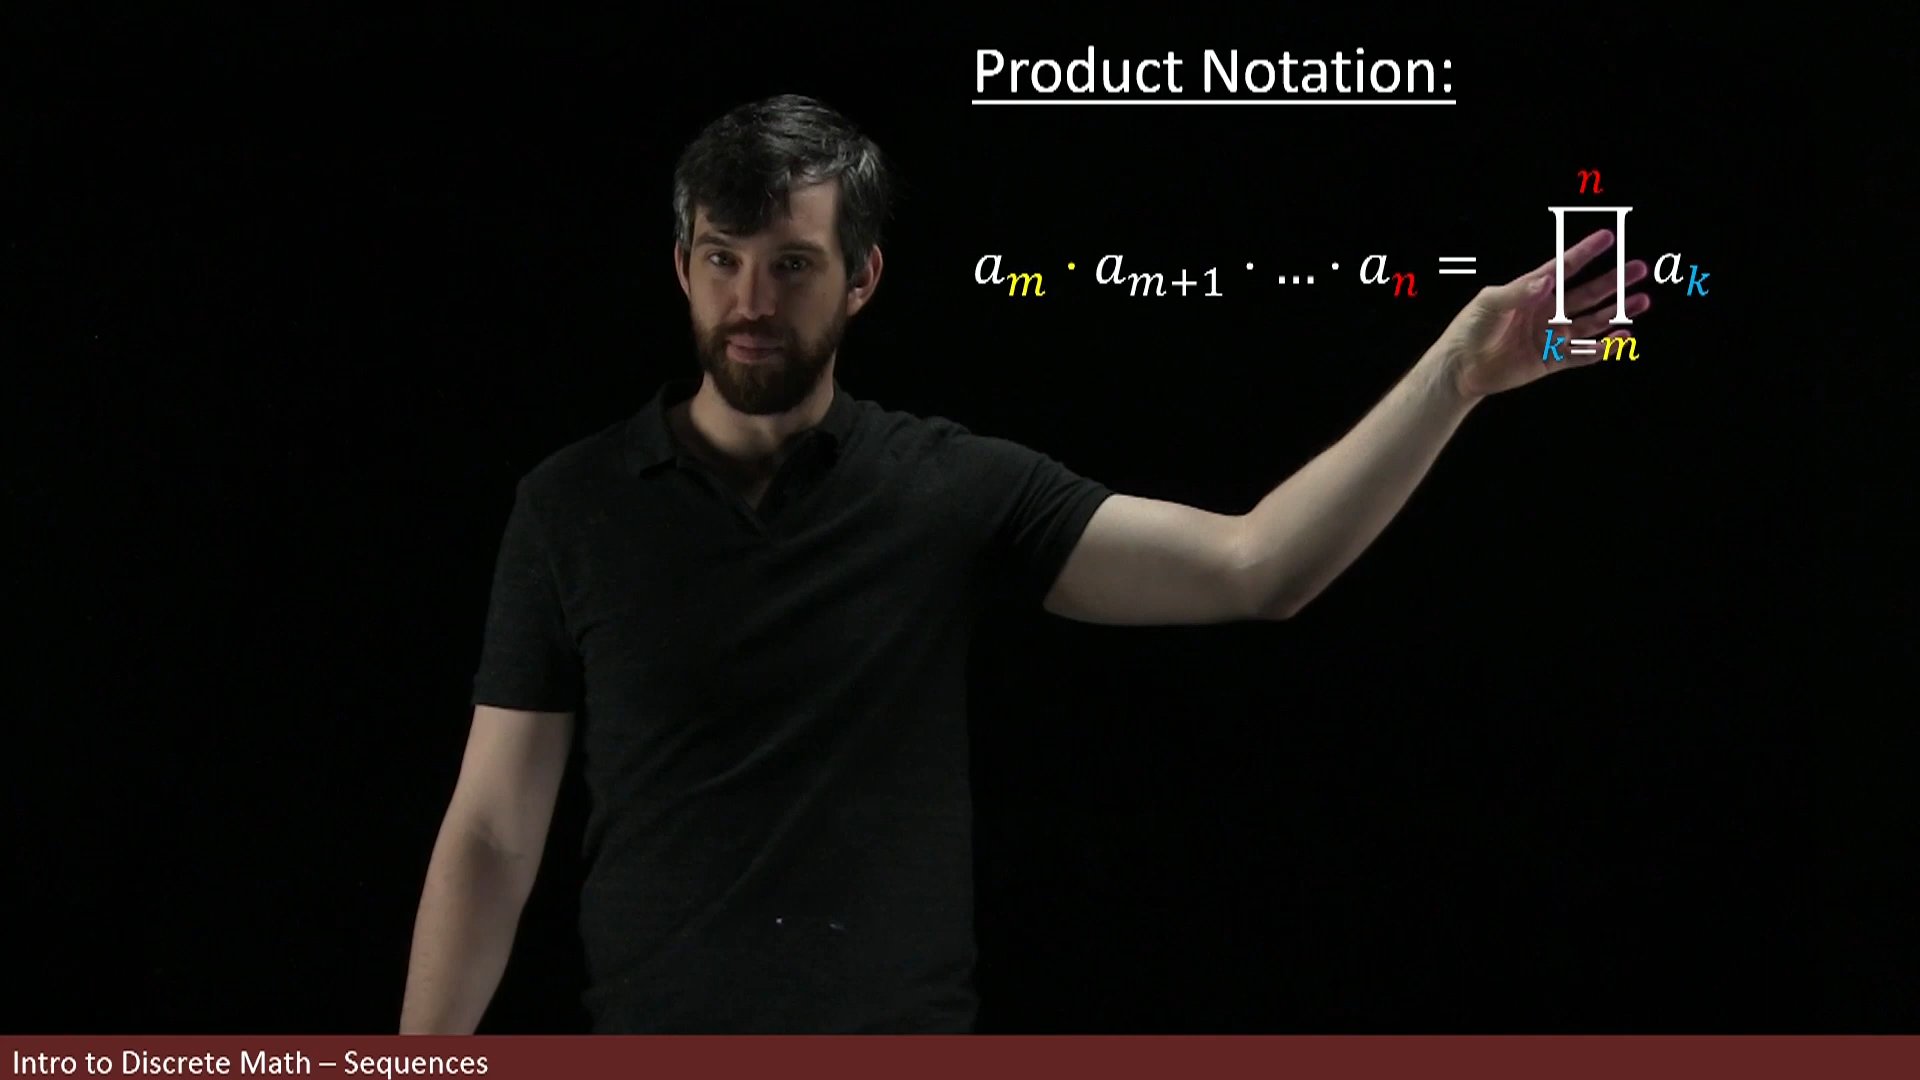 Product Notation:
n
a_m · a_{m+1} · … · a_n = ∏ a_k
k=m
Intro to Discrete Math – Sequences